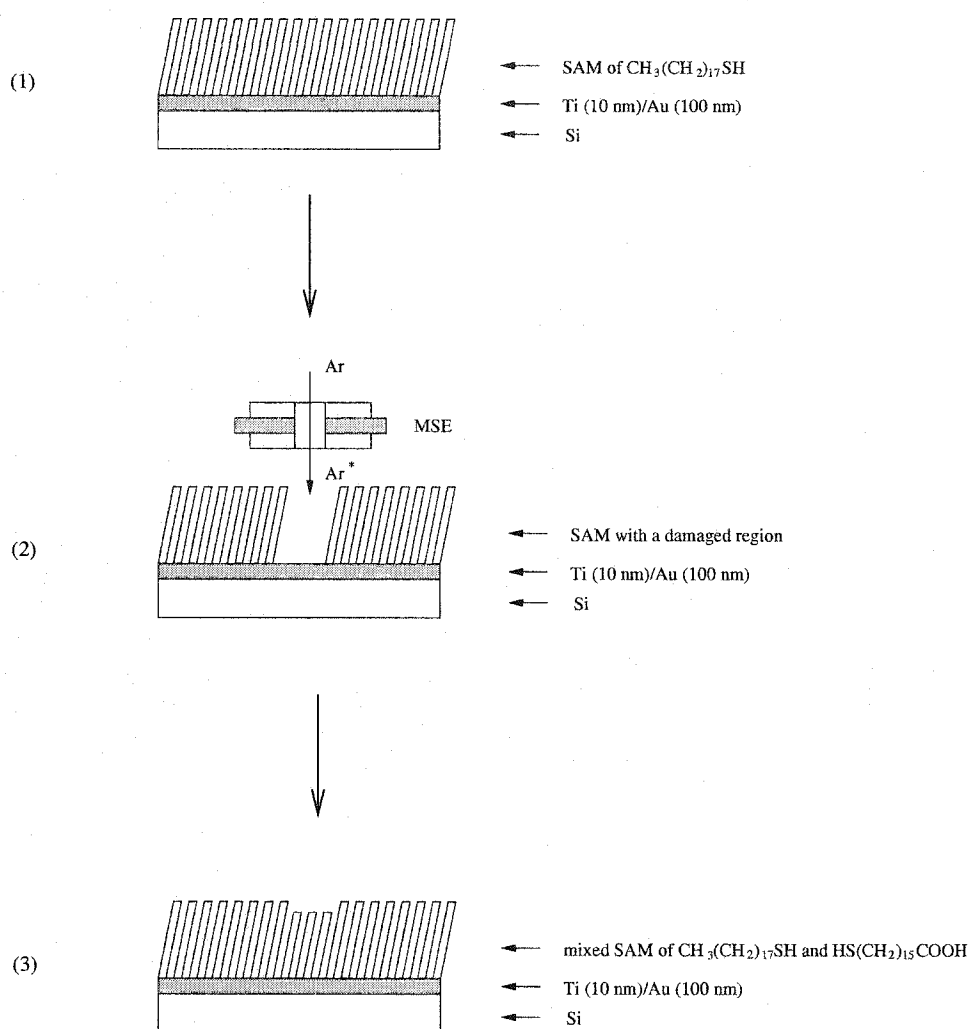 (1)
SAM of CH3(CH2)17SH
Ti (10 nm)/Au (100 nm)
Si
Ar
MSE
Ar*
(2)
SAM with a damaged region
Ti (10 nm)/Au (100 nm)
Si
(3)
mixed SAM of CH3(CH2)17SH and HS(CH2)15COOH
Ti (10 nm)/Au (100 nm)
Si